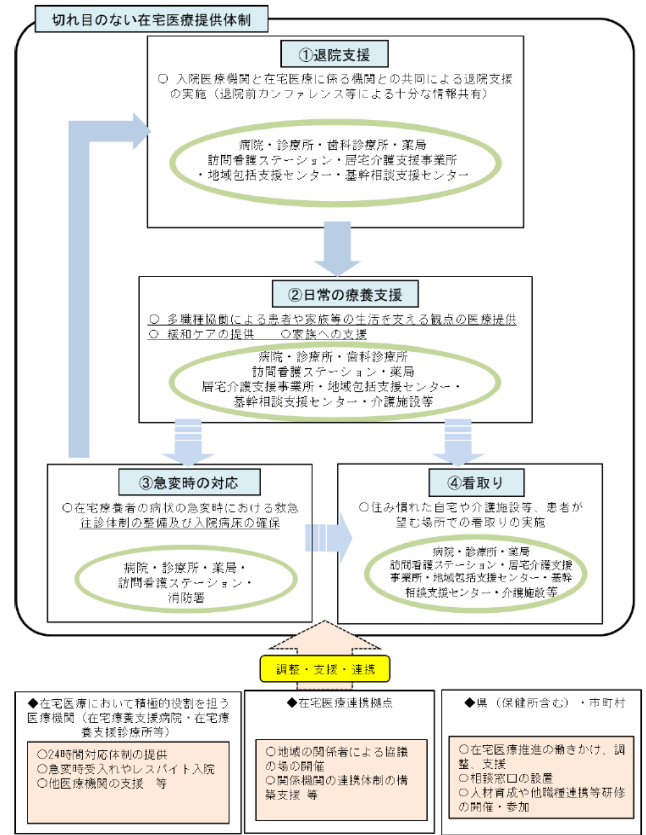 切れ目のない在宅医療提供体制
①退院支援
○ 入院医療機関と在宅医療に係る機関との共同による退院支援
の実施（退院前カンファレンス等による十分な情報共有）
病院・診療所・歯科診療所・薬局
訪問看護ステーション・居宅介護支援事業所
・地域包括支援センター・基幹相談支援センター
②日常の療養支援
○ 多職種協働による患者や家族等の生活を支える観点の医療提供
○ 緩和ケアの提供　　○家族への支援
病院・診療所・歯科診療所
訪問看護ステーション・薬局
居宅介護支援事業所・地域包括支援センター・
基幹相談支援センター・介護施設等
③急変時の対応
○在宅療養者の病状の急変時における救急
往診体制の整備及び入院病床の確保
病院・診療所・薬局・
訪問看護ステーション・
消防署
④看取り
○住み慣れた自宅や介護施設等、患者が
望む場所での看取りの実施
病院・診療所・薬局
訪問看護ステーション・居宅介護支援
事業所・地域包括支援センター・基幹
相談支援センター・介護施設等
調整・支援・連携
◆在宅医療において積極的役割を担う
医療機関（在宅療養支援病院・在宅療
養支援診療所等）
○24時間対応体制の提供
○急変時受入れやレスパイト入院
○他医療機関の支援　等
◆在宅医療連携拠点
○地域の関係者による協議
の場の開催
○関係機関の連携体制の構
築支援 等
◆県（保健所含む）・市町村
○在宅医療推進の働きかけ、調
整、支援
○相談窓口の設置
○人材育成や他職種連携等研修
の開催・参加